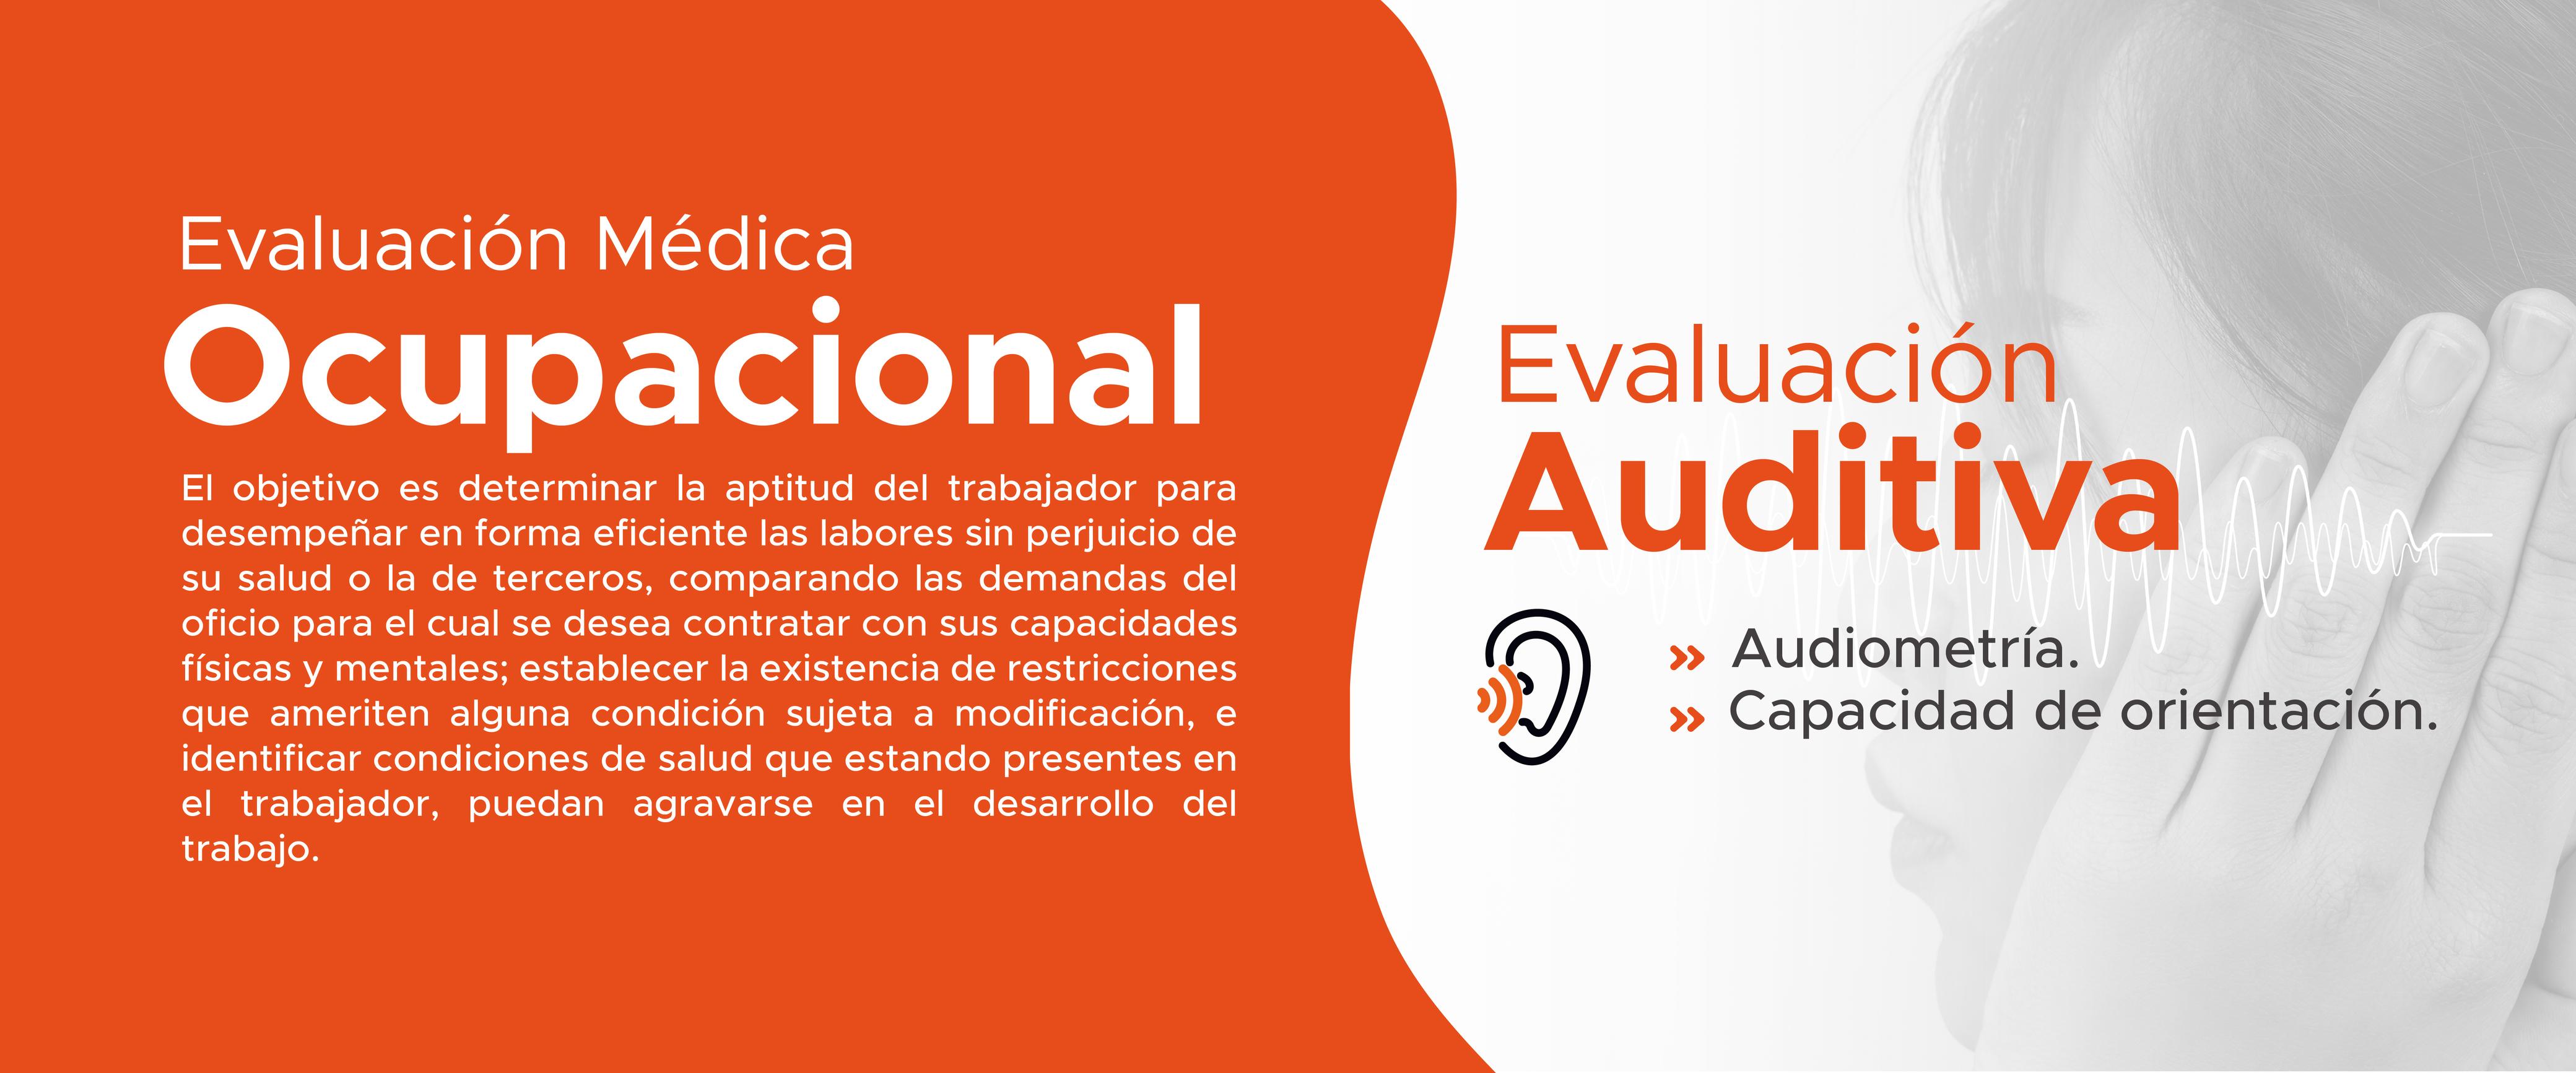 Evaluación Médica
Ocupacional
El objetivo es determinar la aptitud del trabajador para
desempeñar en forma eficiente las labores sin perjuicio de
su salud o la de terceros, comparando las demandas del
oficio para el cual se desea contratar con sus capacidades
físicas y mentales; establecer la existencia de restricciones
que ameriten alguna condición sujeta a modificación, e
identificar condiciones de salud que estando presentes en
el trabajador, puedan agravarse en el desarrollo del
trabajo.
Evaluación
Auditiva
» Audiometría.
» Capacidad de orientación.